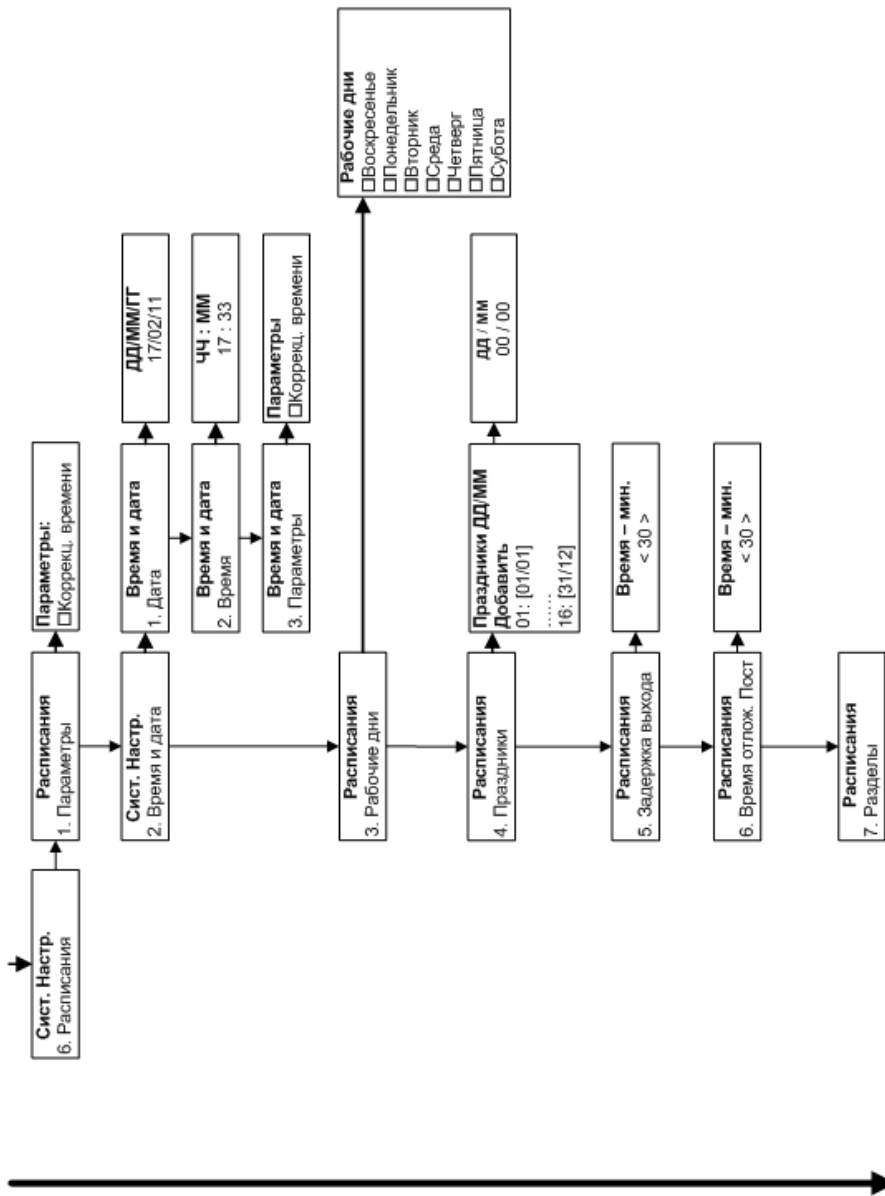 Сист. Настр.
6. Расписания
Расписания
1. Параметры
Параметры:
☐Коррекц. времени
Сист. Настр.
2. Время и дата
Время и дата
1. Дата
ДД/ММ/ГГ
17/02/11
Время и дата
2. Время
ЧЧ : ММ
17 : 33
Время и дата
3. Параметры
Параметры
☐Коррекц. времени
Расписания
3. Рабочие дни
Рабочие дни
☐Воскресенье
☐Понедельник
☐Вторник
☐Среда
☐Четверг
☐Пятница
☐Субота
Расписания
4. Праздники
Праздники ДД/ММ
Добавить
01: [01/01]
......
16: [31/12]
ДД / ММ
00 / 00
Расписания
5. Задержка выхода
Время – мин.
< 30 >
Расписания
6. Время отлож. Пост
Время – мин.
< 30 >
Расписания
7. Разделы